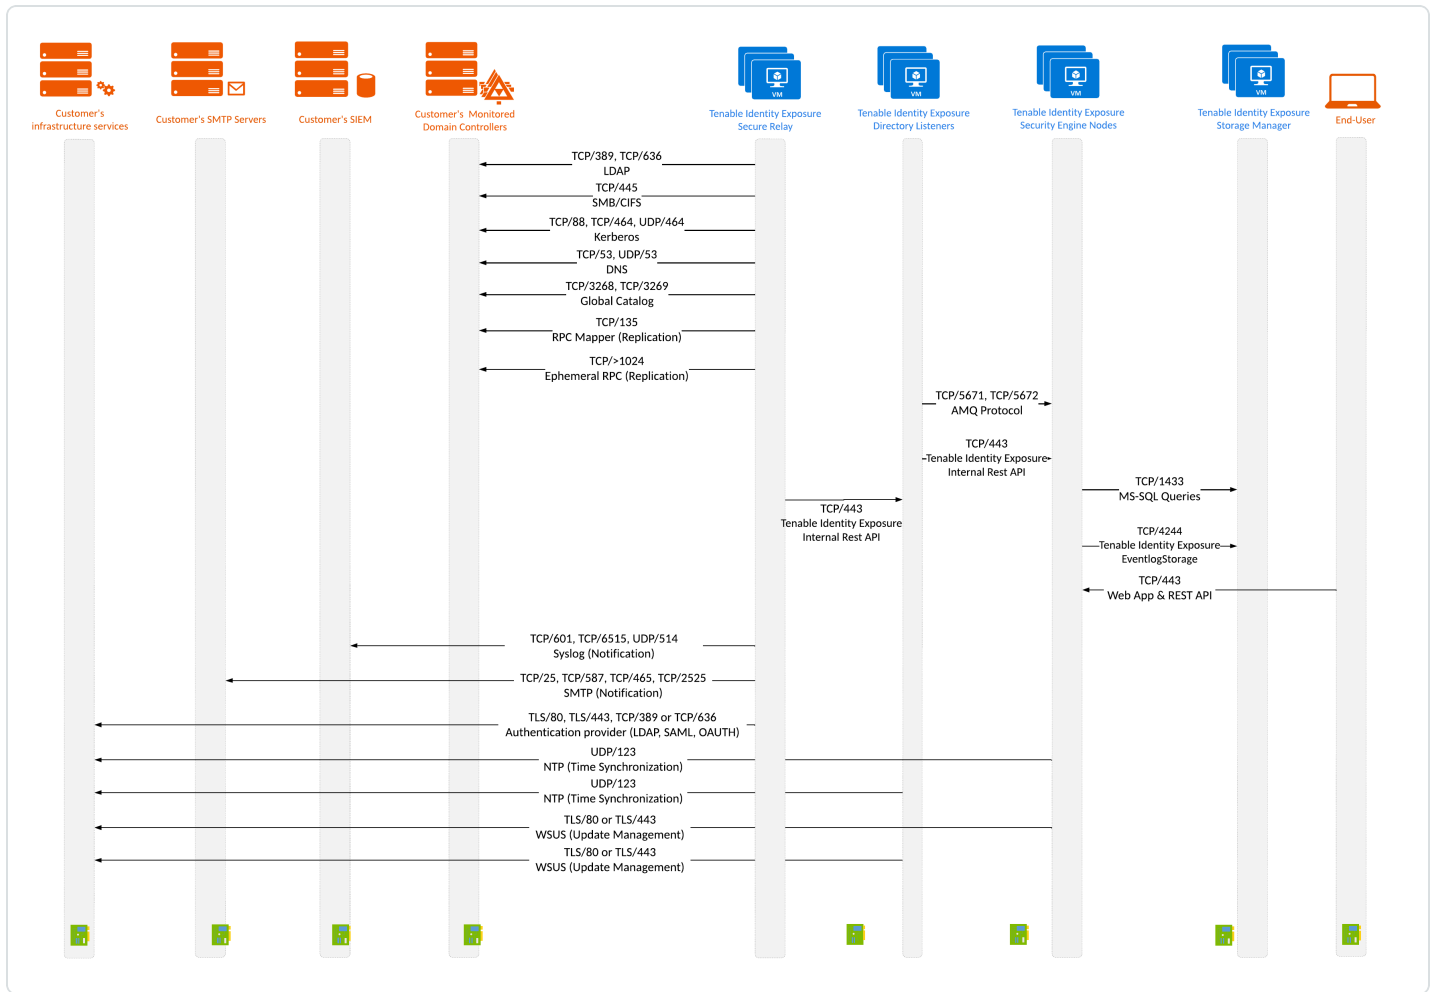 Customer's
infrastructure services
Customer's SMTP Servers
Customer's SIEM
Customer's Monitored
Domain Controllers
VM
Tenable Identity Exposure
Secure Relay
VM
Tenable Identity Exposure
Directory Listeners
VM
Tenable Identity Exposure
Security Engine Nodes
VM
Tenable Identity Exposure
Storage Manager
End-User
TCP/389, TCP/636
LDAP
TCP/445
SMB/CIFS
TCP/88, TCP/464, UDP/464
Kerberos
TCP/53, UDP/53
DNS
TCP/3268, TCP/3269
Global Catalog
TCP/135
RPC Mapper (Replication)
TCP/>1024
Ephemeral RPC (Replication)
TCP/5671, TCP/5672
AMQ Protocol
TCP/443
Tenable Identity Exposure
Internal Rest API
TCP/1433
MS-SQL Queries
TCP/443
Tenable Identity Exposure
Internal Rest API
TCP/4244
Tenable Identity Exposure
EventlogStorage
TCP/443
Web App & REST API
TCP/601, TCP/6515, UDP/514
Syslog (Notification)
TCP/25, TCP/587, TCP/465, TCP/2525
SMTP (Notification)
TLS/80, TLS/443, TCP/389 or TCP/636
Authentication provider (LDAP, SAML, OAUTH)
UDP/123
NTP (Time Synchronization)
UDP/123
NTP (Time Synchronization)
TLS/80 or TLS/443
WSUS (Update Management)
TLS/80 or TLS/443
WSUS (Update Management)